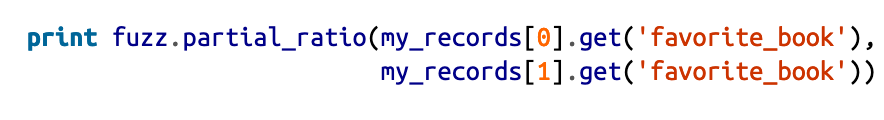 print fuzz.partial_ratio(my_records[0].get('favorite_book'),
                         my_records[1].get('favorite_book'))